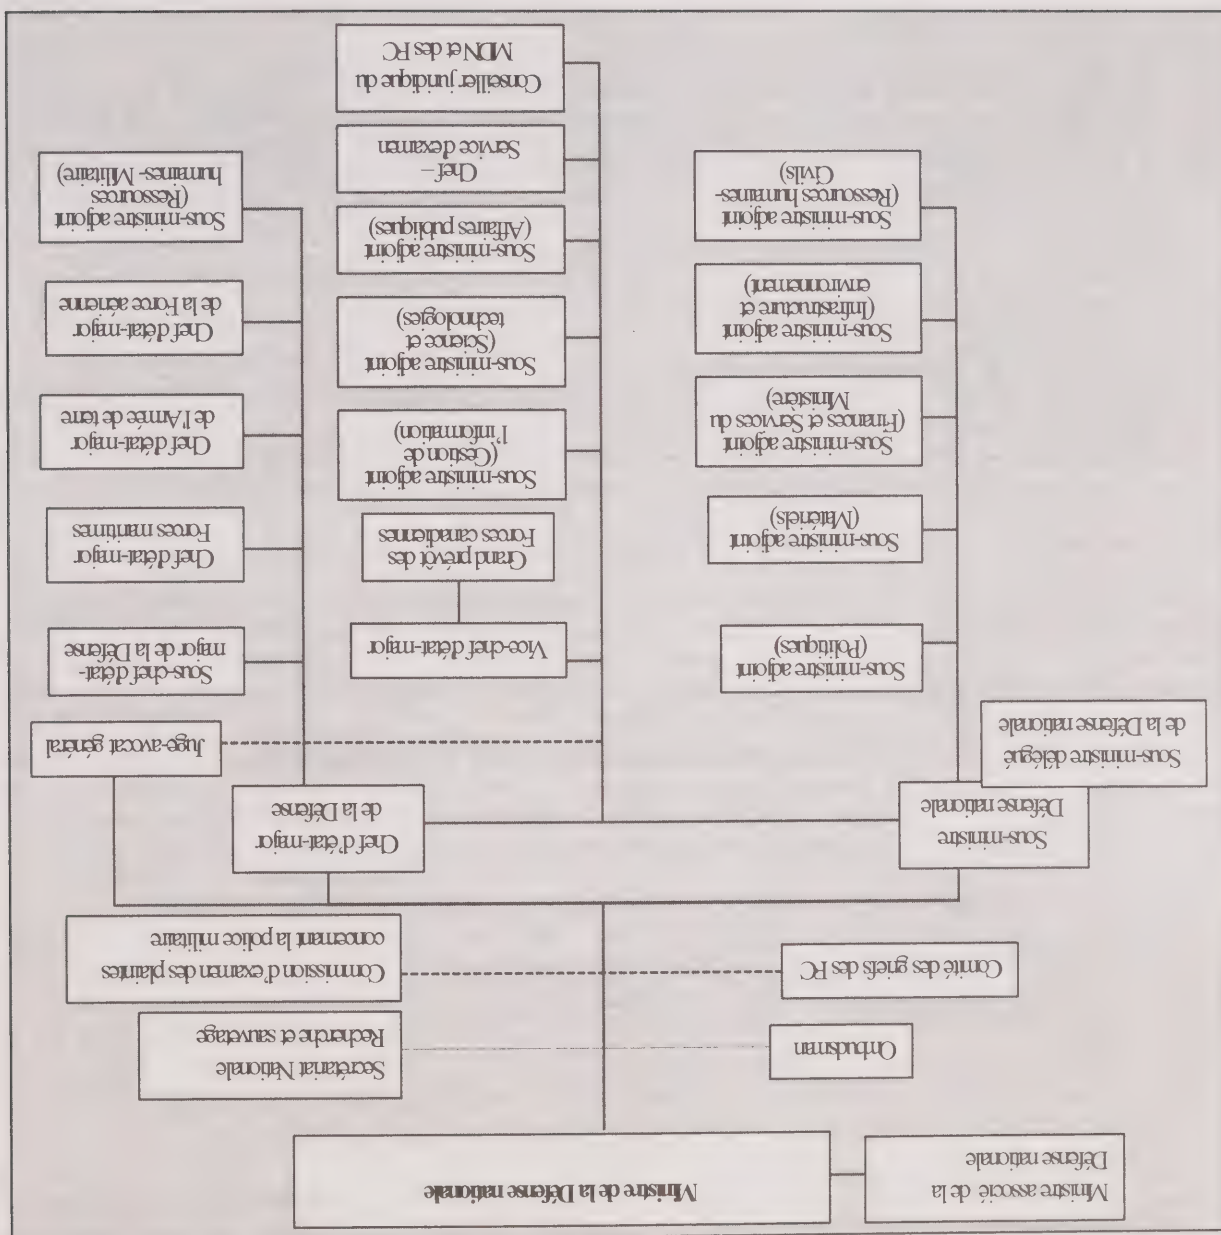 Ministre associé de la
Défense nationale
Ministre de la Défense nationale
Ombudsman
Secrétariat Nationale
Recherche et sauvetage
Comité des griefs des FC
Commission d'examen des plaintes
concernant la police militaire
Sous-ministre
Défense nationale
Sous-ministre délégué
de la Défense nationale
Chef d'état-major
de la Défense
Juge-avocat général
Sous-ministre adjoint
(Politiques)
Sous-ministre adjoint
(Matériels)
Sous-ministre adjoint
(Finances et Services du
Ministère)
Sous-ministre adjoint
(Infrastructure et
environnement)
Sous-ministre adjoint
(Ressources humaines-
Civils)
Vice-chef d'état-major
Grand prévôt des
Forces canadiennes
Sous-ministre adjoint
(Gestion de
l'information)
Sous-ministre adjoint
(Science et
technologies)
Sous-ministre adjoint
(Affaires publiques)
Chef –
Service d'examen
Conseiller juridique du
MDN et des FC
Sous-chef d'état-
major de la Défense
Chef d'état-major
Forces maritimes
Chef d'état-major
de l'Armée de terre
Chef d'état-major
de la Force aérienne
Sous-ministre adjoint
(Ressources
humaines- Militaire)